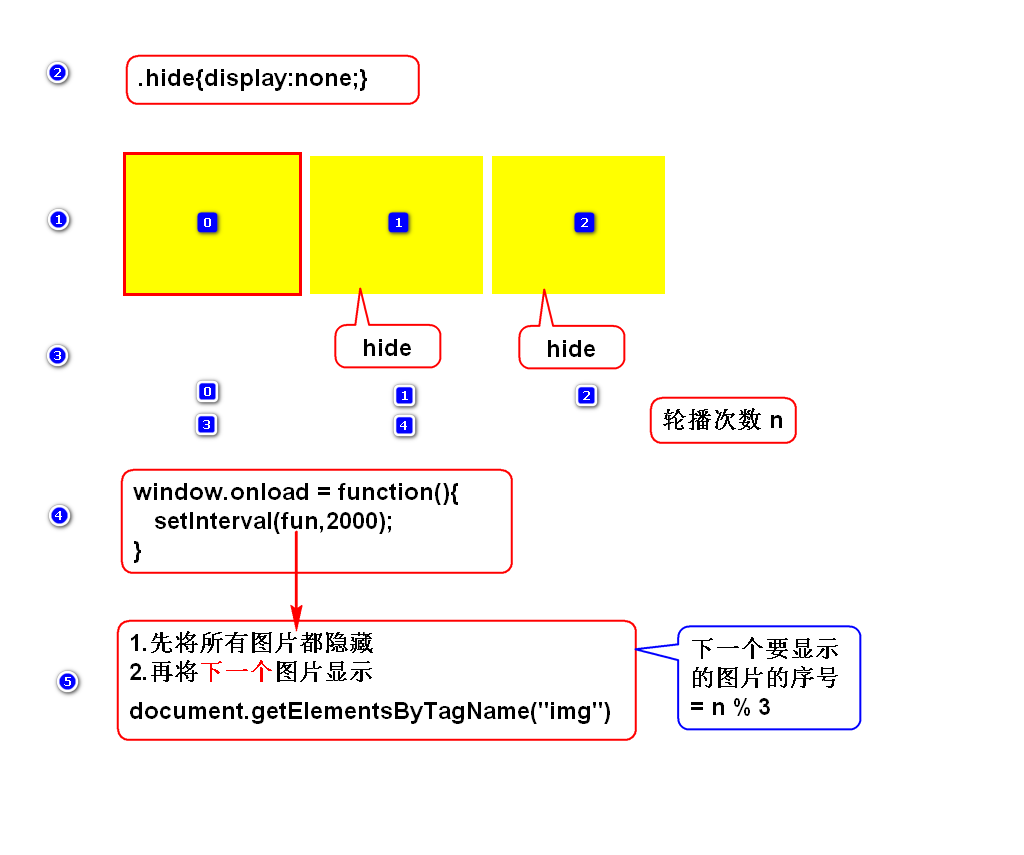 2
.hide{display:none;}
1
0
1
2
3
hide
hide
0
1
2
3
4
轮播次数 n
4
window.onload = function(){
setInterval(fun,2000);
}
5
1.先将所有图片都隐藏
2.再将下一个图片显示
document.getElementsByTagName("img")
下一个要显示
的图片的序号
= n % 3